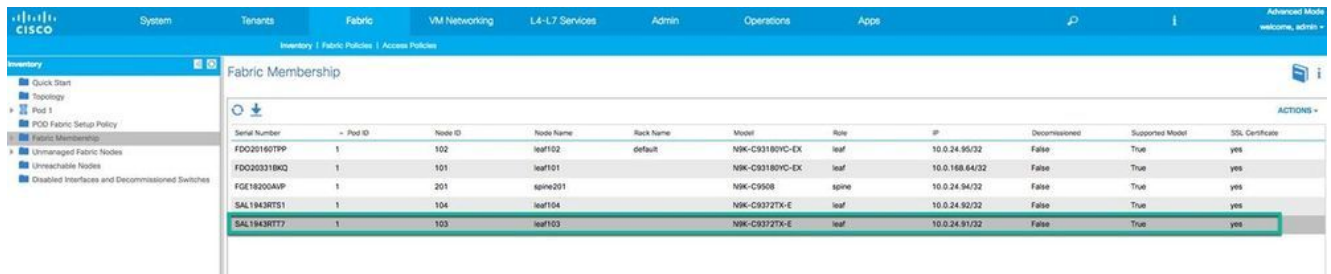 CISCO System Tenants Fabric VM Networking L4-L7 Services Admin Operations Apps i Advanced Mode
welcome, admin
Inventory | Fabric Policies | Access Policies
Inventory
Quick Start
Topology
Pod 1
POD Fabric Setup Policy
Fabric Membership
Unmanaged Fabric Nodes
Unreachable Nodes
Disabled Interfaces and Decommissioned Switches
Fabric Membership
i
ACTIONS
Serial Number Pod ID Node ID Node Name Rack Name Model Role IP Decomissioned Supported Model SSL Certificate
FDO20160TPP 1 102 leaf102 default N9K-C93180YC-EX leaf 10.0.24.95/32 False True yes
FDO20331BKQ 1 101 leaf101 N9K-C93180YC-EX leaf 10.0.168.64/32 False True yes
FGE18200AVP 1 201 spine201 N9K-C9508 spine 10.0.24.94/32 False True yes
SAL1943RTS1 1 104 leaf104 N9K-C9372TX-E leaf 10.0.24.92/32 False True yes
SAL1943RTT7 1 103 leaf103 N9K-C9372TX-E leaf 10.0.24.91/32 False True yes